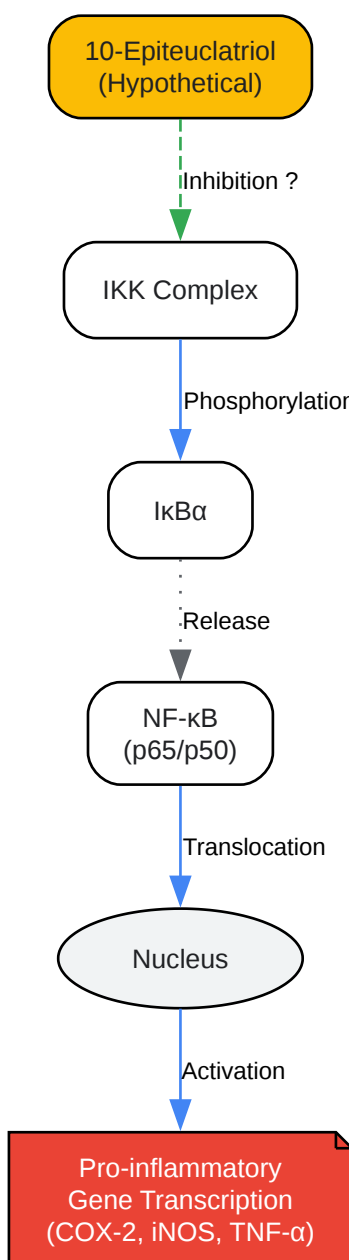 10-Epiteuclatriol
(Hypothetical)
Inhibition ?
IKK Complex
Phosphorylation
IκBα
Release
NF-κB
(p65/p50)
Translocation
Nucleus
Activation
Pro-inflammatory
Gene Transcription
(COX-2, iNOS, TNF-α)